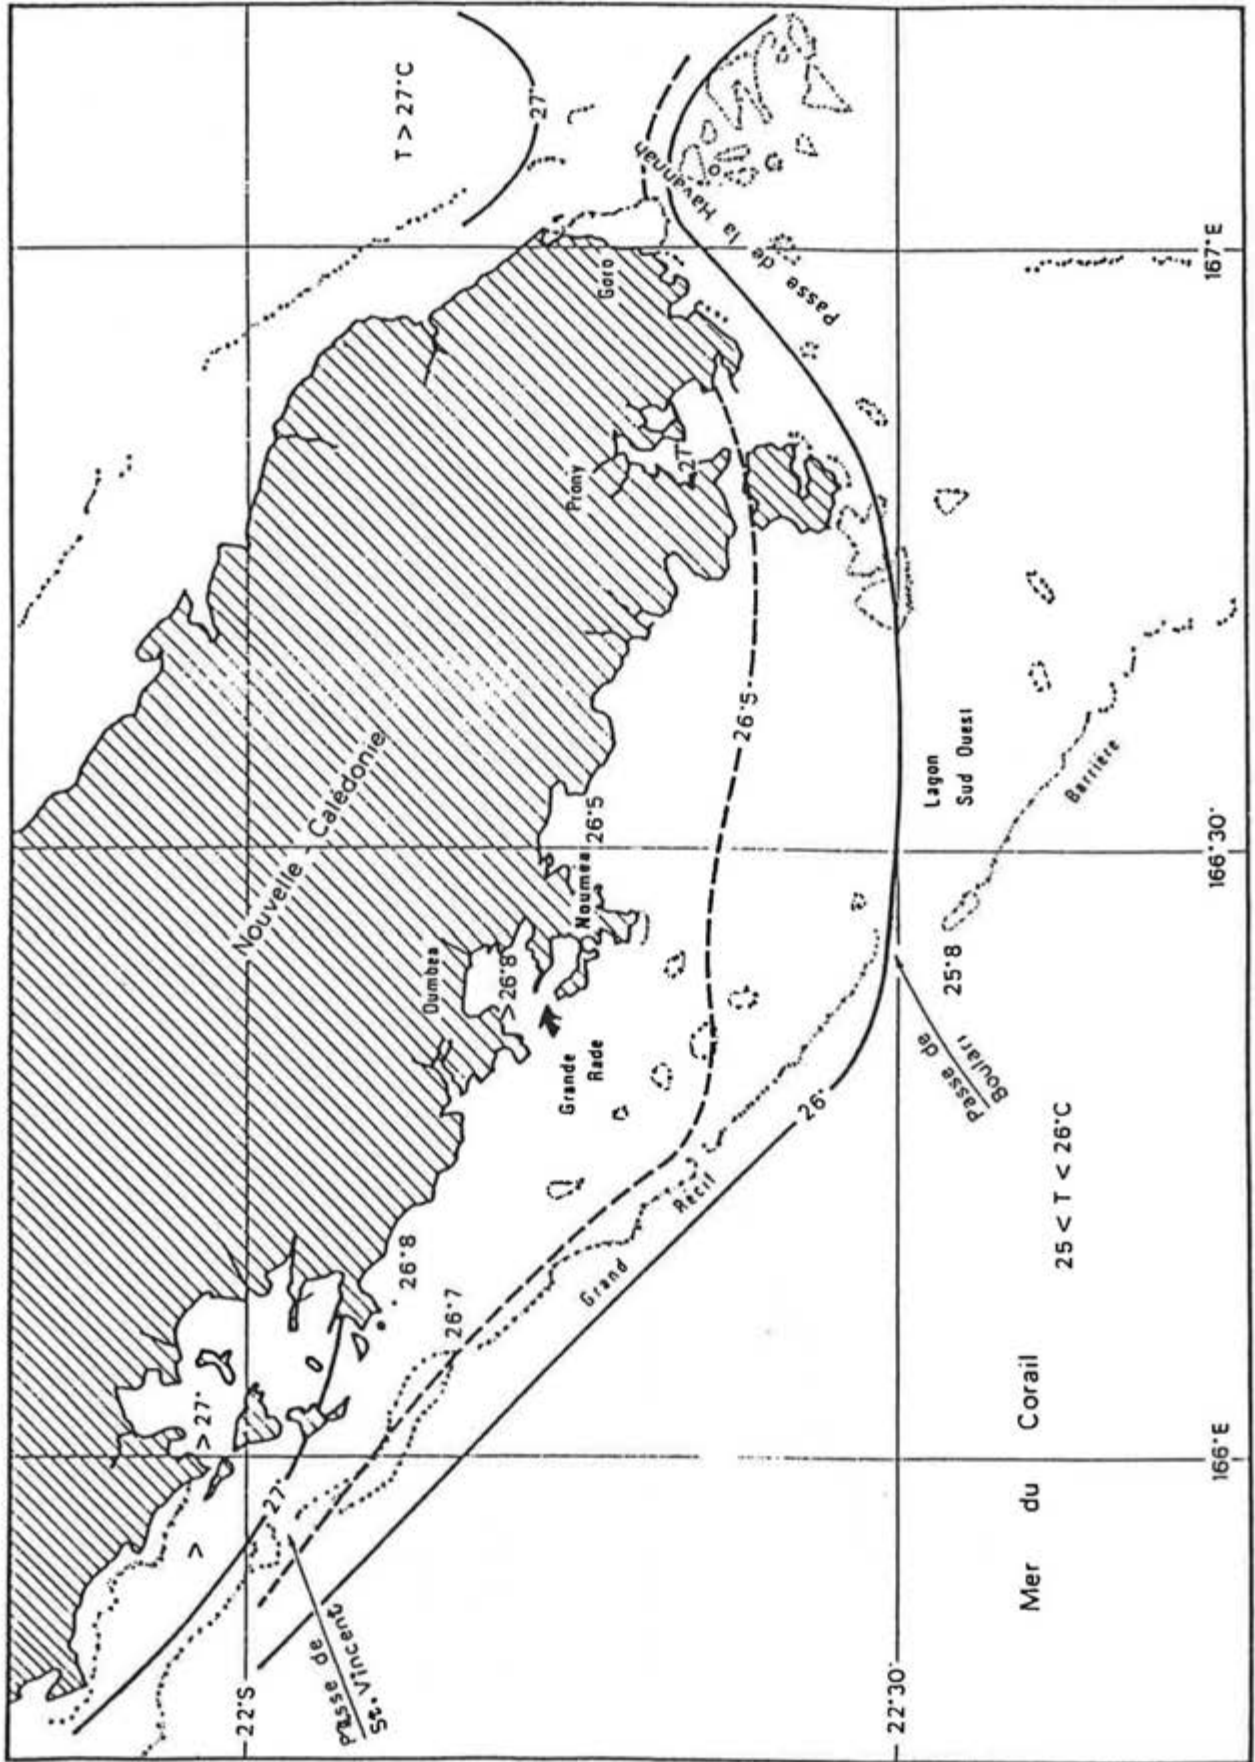 T > 27°C
27°
Passe de la Havannah
Goro
167°E
Prony
27°
26°5
Nouvelle - Calédonie
Lagon
Sud Ouest
Barrière
Noumea
26°5
166°30'
Dumbea
>26°8
Grande
Rade
25°8
Passe de
Boulari
26°
25 < T < 26°C
Récif
Grand
26°8
26°7
> 27°
>
27°
Mer du Corail
166°E
22°S
22°30'
Passe de
St. Vincent